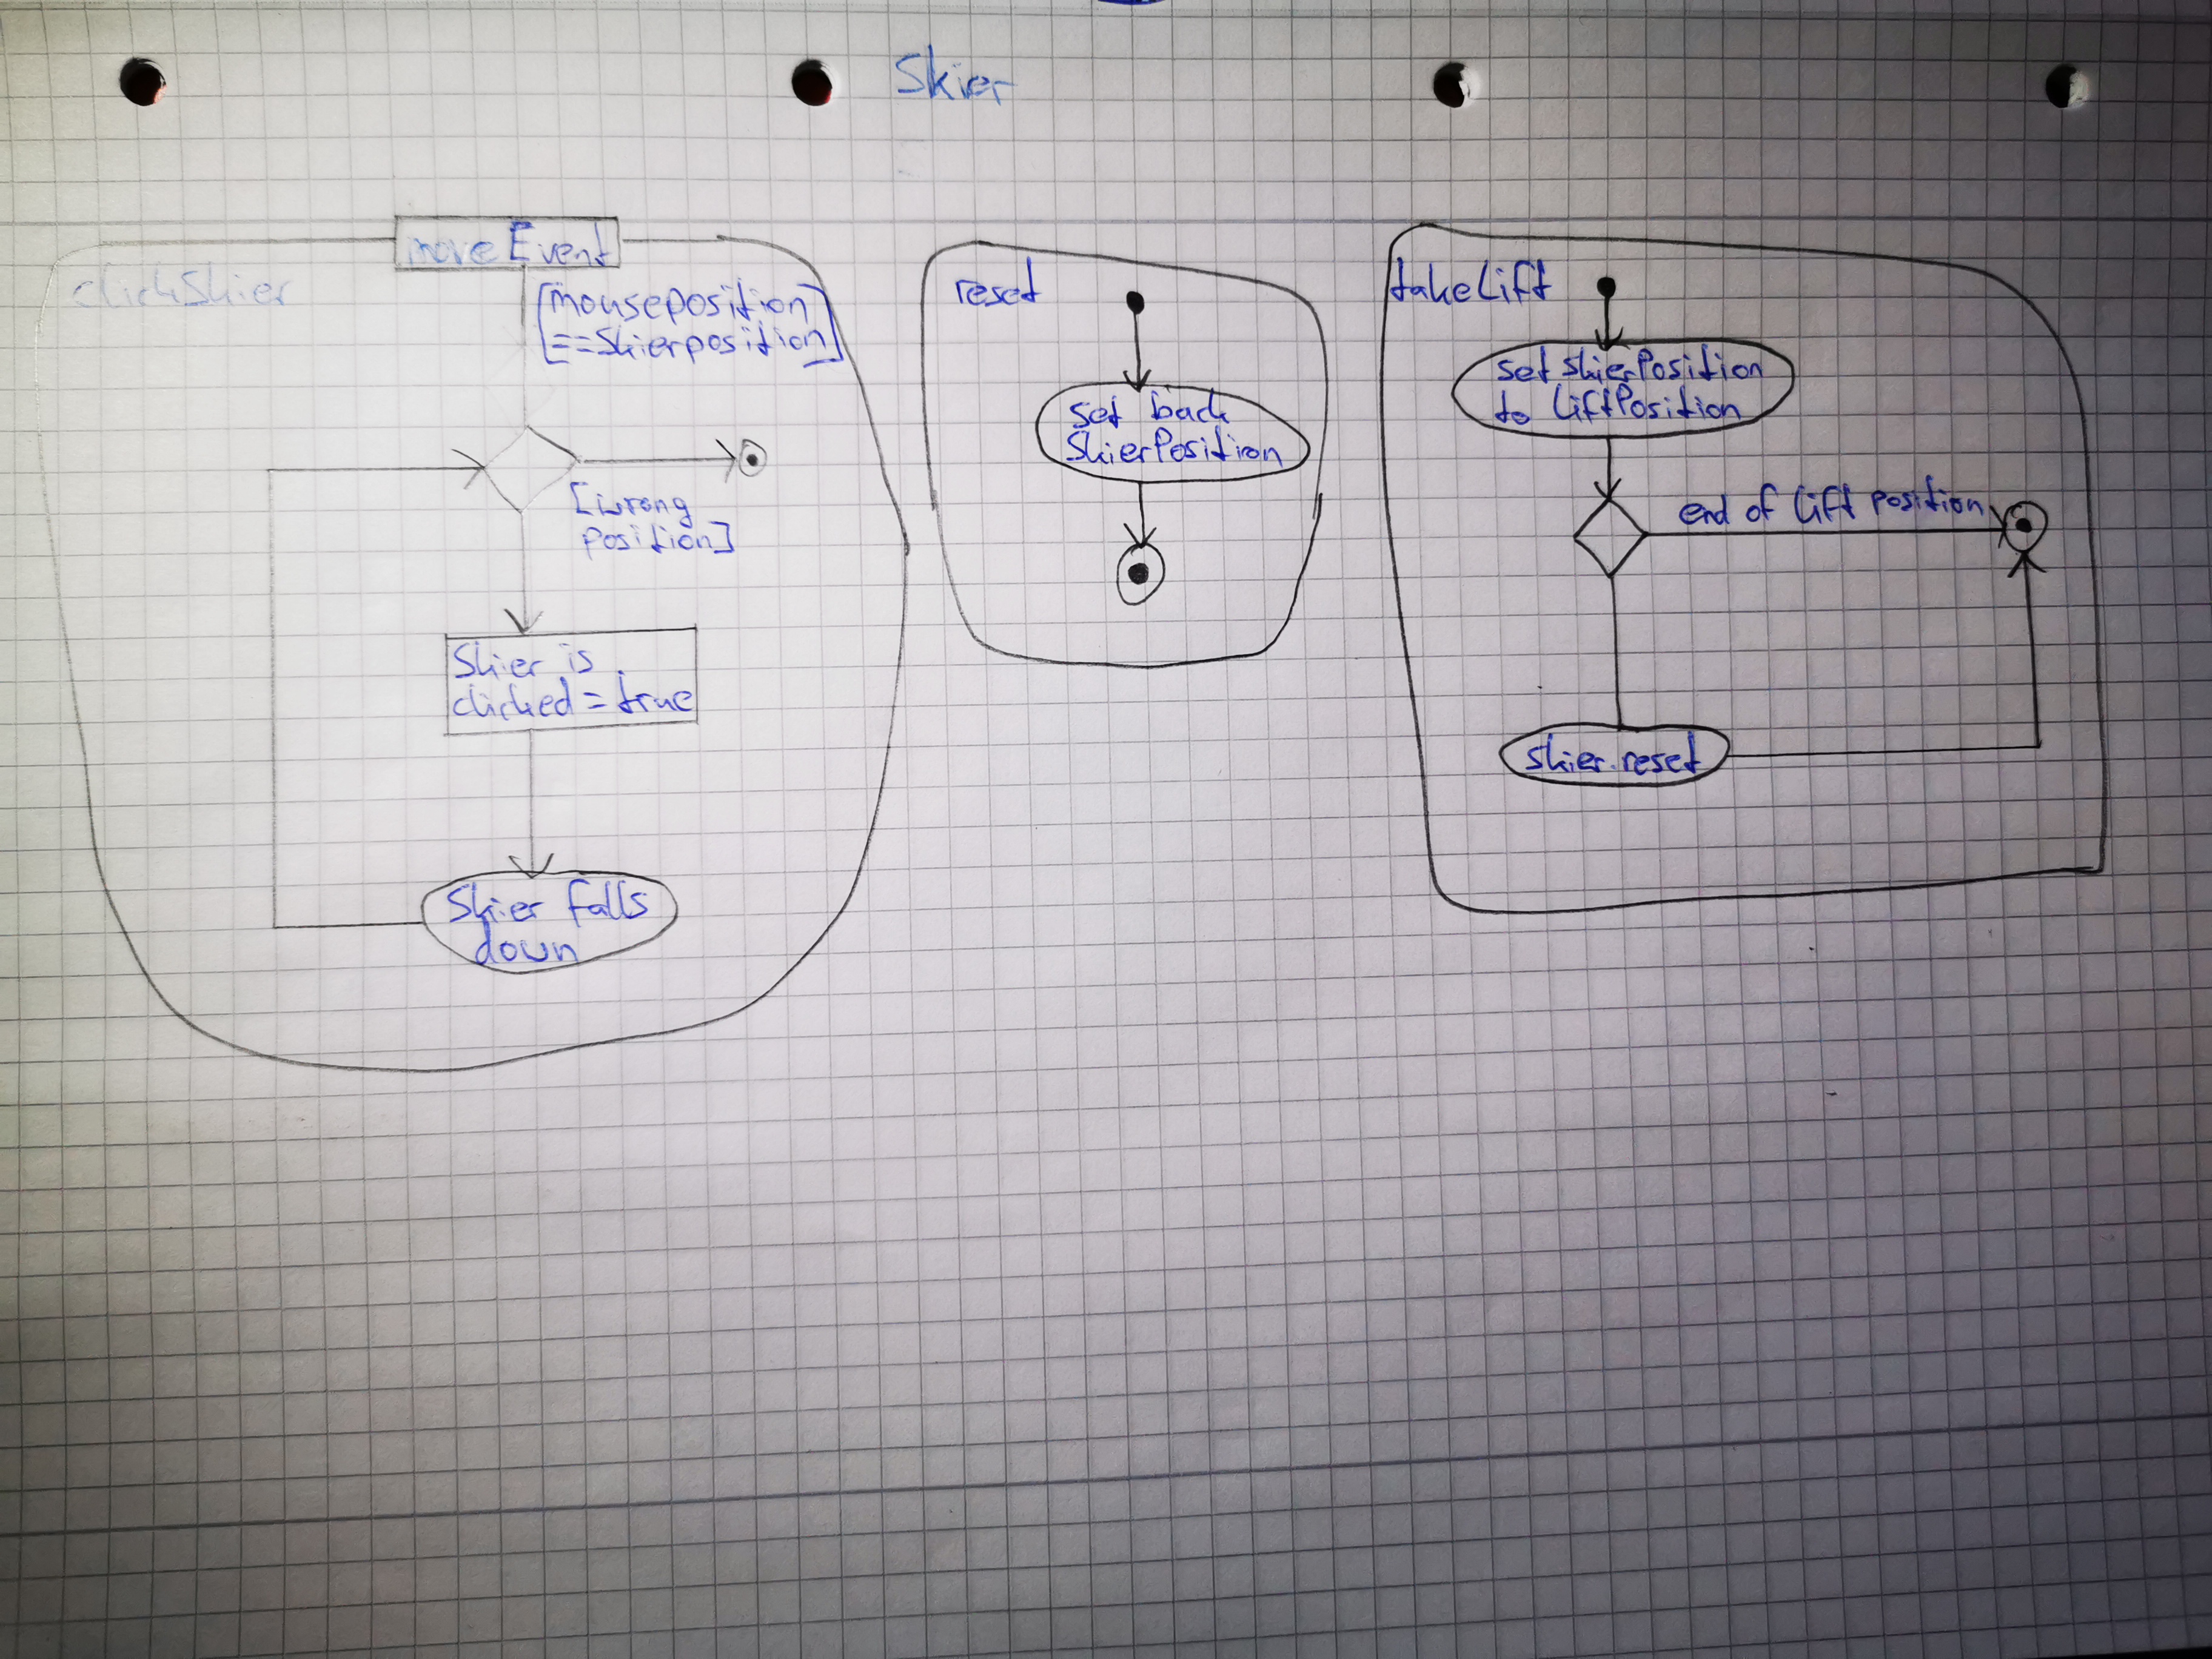 Skier
moveEvent
clickSkier
[mouseposition
==Skierposition]
[wrong
position]
Skier is
clicked = true
Skier falls
down
reset
set back
SkierPosition
takeLift
set skierPosition
to LiftPosition
end of lift position
skier.reset